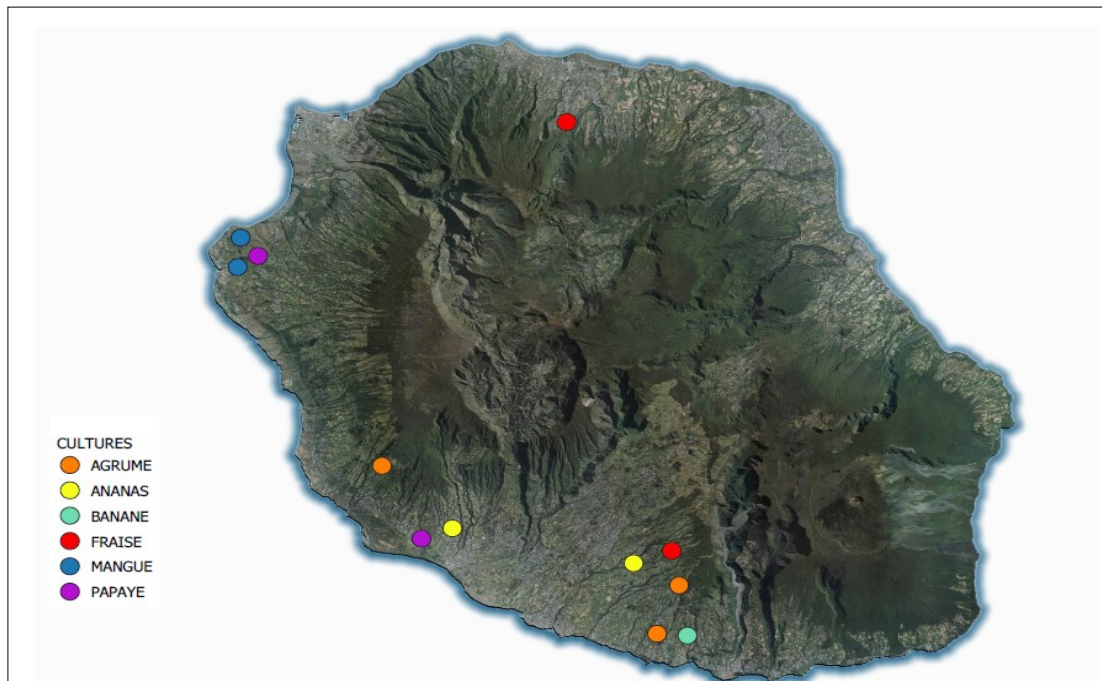 CULTURES
AGRUME
ANANAS
BANANE
FRAISE
MANGUE
PAPAYE